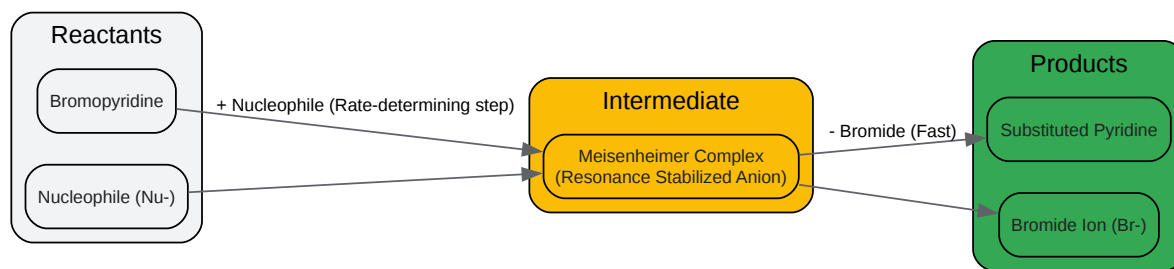 Reactants
Bromopyridine
Nucleophile (Nu-)
+ Nucleophile (Rate-determining step)
Intermediate
Meisenheimer Complex
(Resonance Stabilized Anion)
- Bromide (Fast)
Products
Substituted Pyridine
Bromide Ion (Br-)